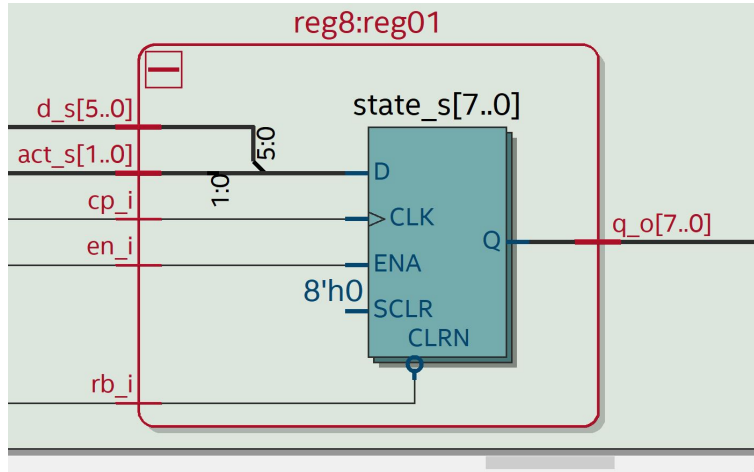 reg8:reg01
state_s[7..0]
d_s[5..0]
5:0
act_s[1..0]
1:0
D
cp_i
CLK
q_o[7..0]
Q
en_i
ENA
8'h0
SCLR
CLRN
rb_i